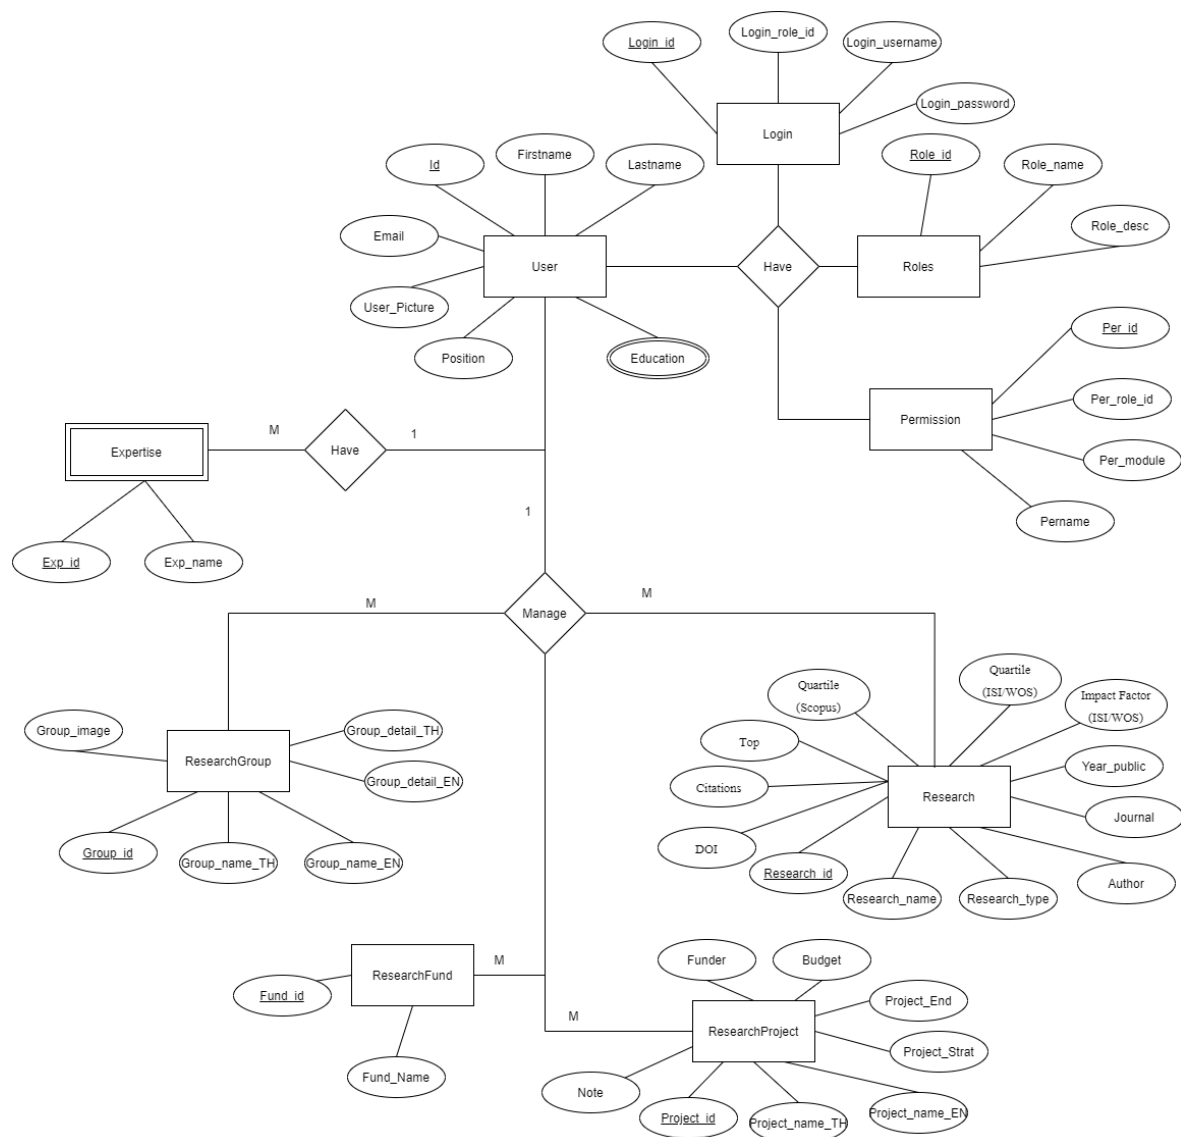 Login_id
Login_role_id
Login_username
Login_password
Login
Role_id
Role_name
Role_desc
Roles
Id
Firstname
Lastname
Email
User
Have
User_Picture
Position
Education
Per_id
Per_role_id
Permission
Per_module
Pername
Expertise
M
Have
1
Exp_id
Exp_name
1
M
Manage
M
Group_image
Group_detail_TH
ResearchGroup
Group_detail_EN
Group_id
Group_name_TH
Group_name_EN
Quartile
(Scopus)
Quartile
(ISI/WOS)
Impact Factor
(ISI/WOS)
Top
Year_public
Citations
Research
Journal
DOI
Research_id
Research_name
Research_type
Author
ResearchFund
M
Fund_id
Fund_Name
M
Funder
Budget
Project_End
ResearchProject
Project_Strat
Note
Project_id
Project_name_TH
Project_name_EN